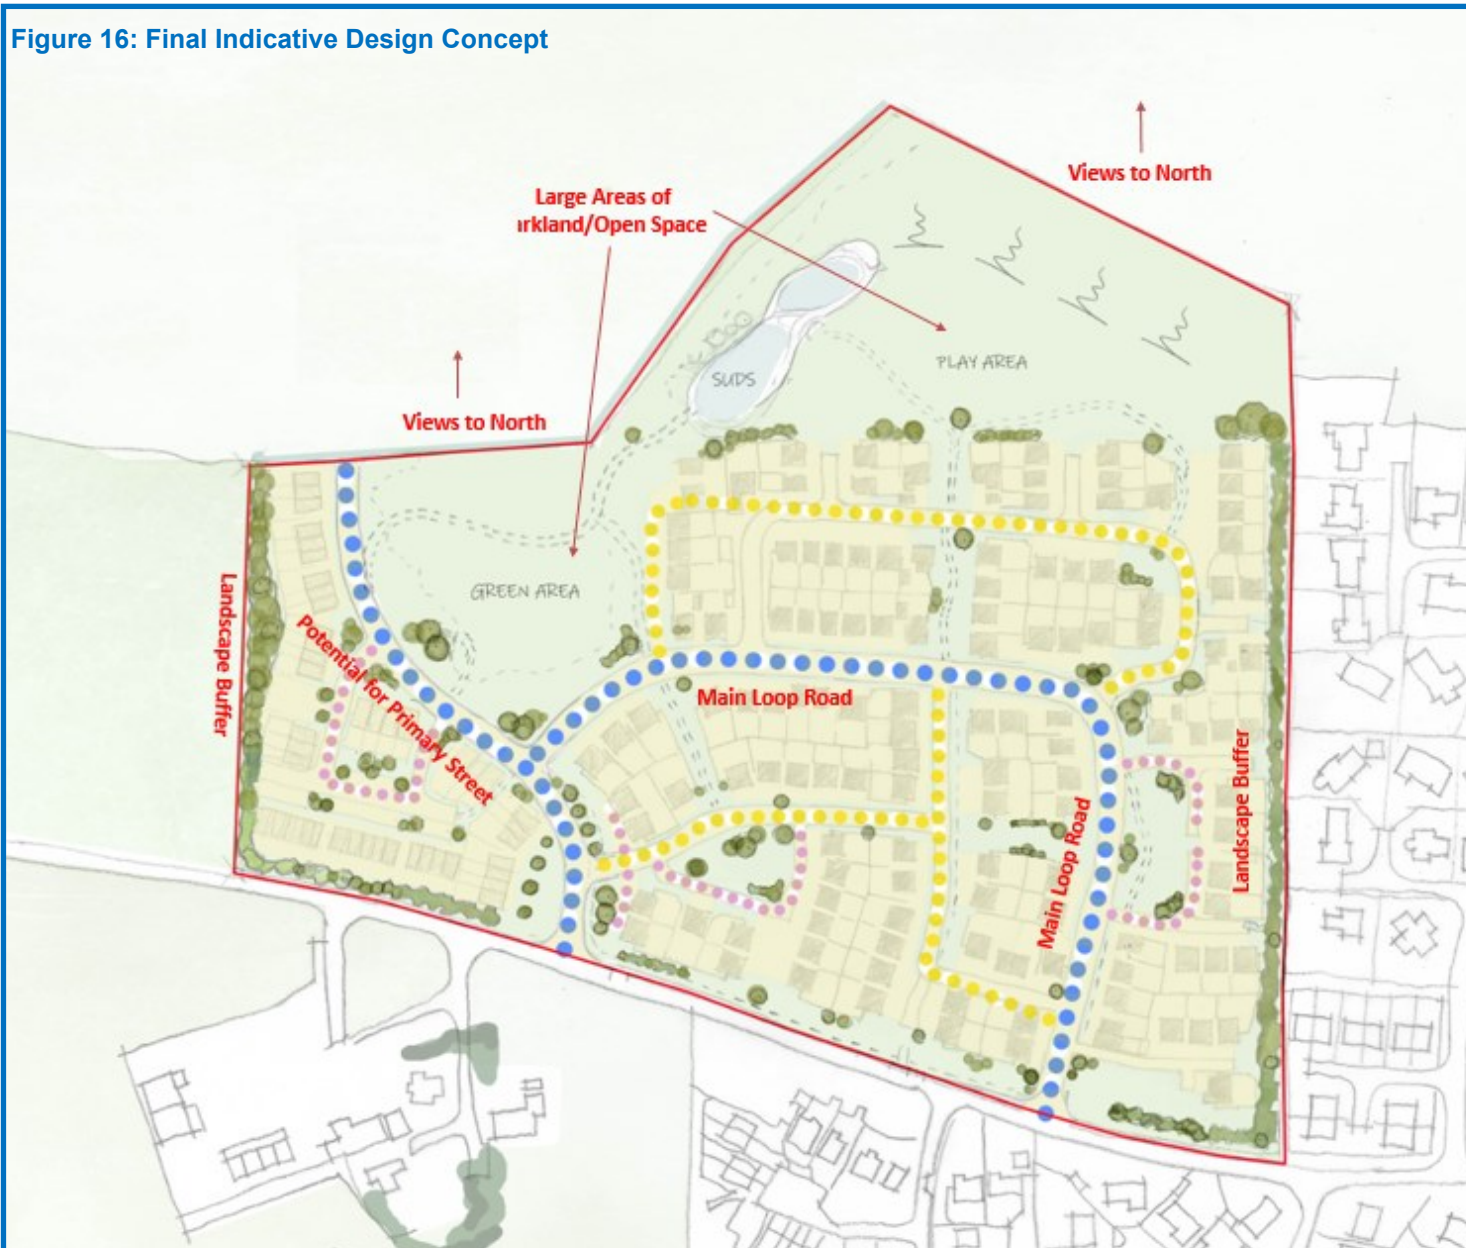 Figure 16: Final Indicative Design Concept
Views to North
Large Areas of
rkland/Open Space
PLAY AREA
SUDS
Views to North
GREEN AREA
Landscape Buffer
Potential for Primary Street
Main Loop Road
Landscape Buffer
Main Loop Road